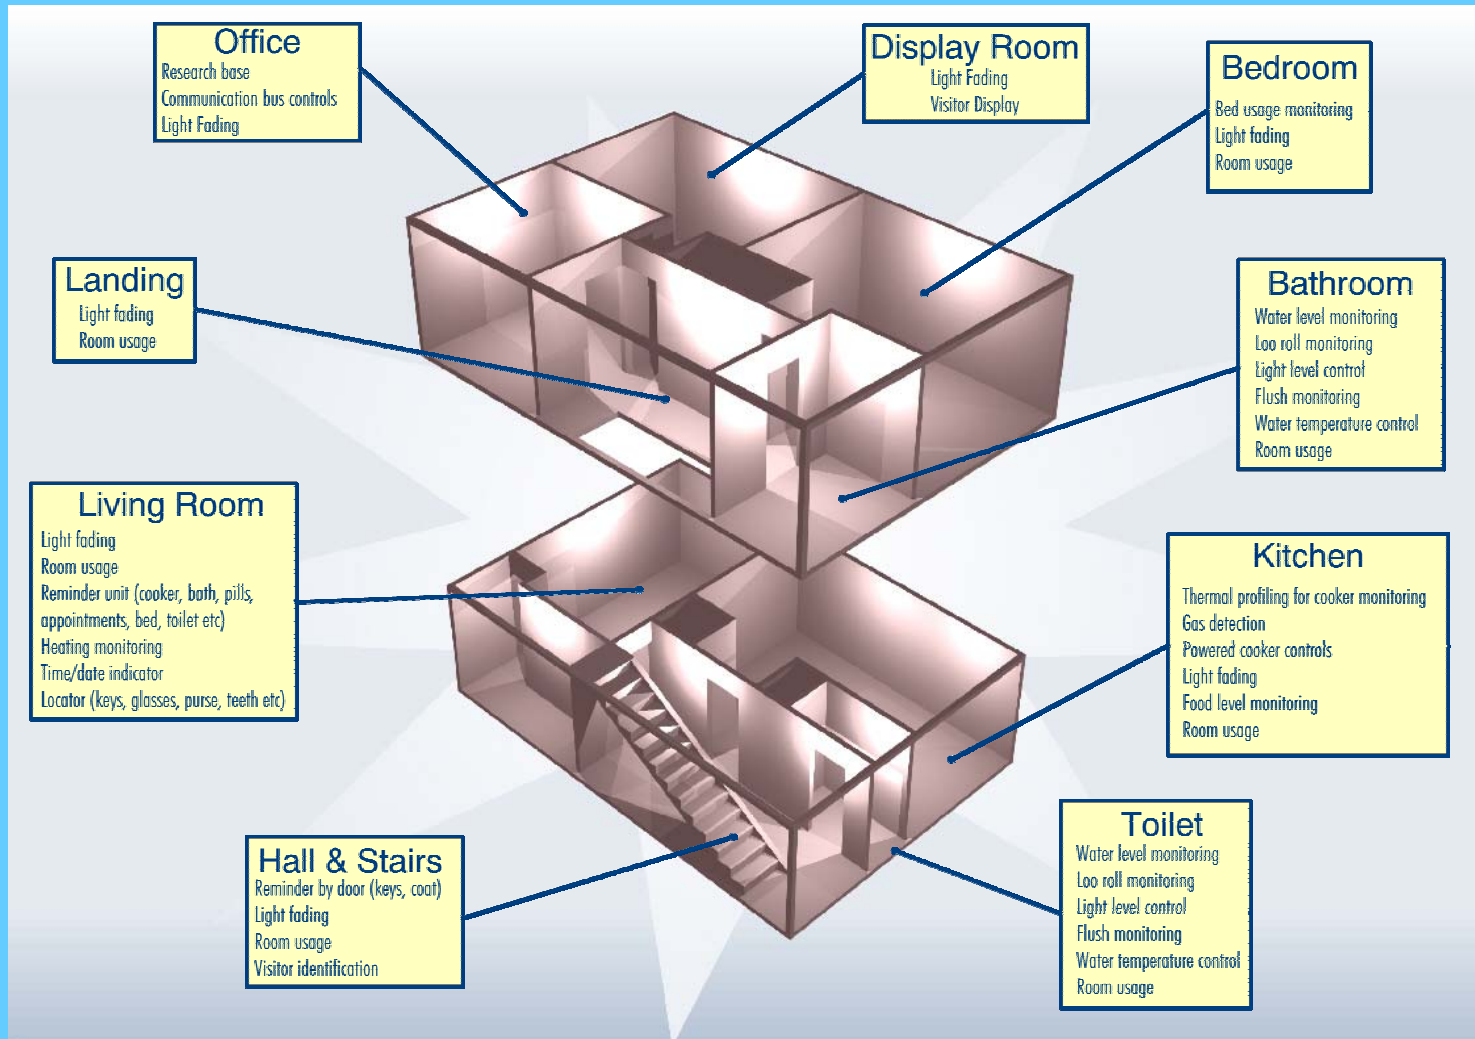 Office
Research base
Communication bus controls
Light Fading
Display Room
Light Fading
Visitor Display
Bedroom
Bed usage monitoring
Light fading
Room usage
Landing
Light fading
Room usage
Bathroom
Water level monitoring
Loo roll monitoring
Light level control
Flush monitoring
Water temperature control
Room usage
Living Room
Light fading
Room usage
Reminder unit (cooker, bath, pills,
appointments, bed, toilet etc)
Heating monitoring
Time/date indicator
Locator (keys, glasses, purse, teeth etc)
Kitchen
Thermal profiling for cooker monitoring
Gas detection
Powered cooker controls
Light fading
Food level monitoring
Room usage
Hall & Stairs
Reminder by door (keys, coat)
Light fading
Room usage
Visitor identification
Toilet
Water level monitoring
Loo roll monitoring
Light level control
Flush monitoring
Water temperature control
Room usage